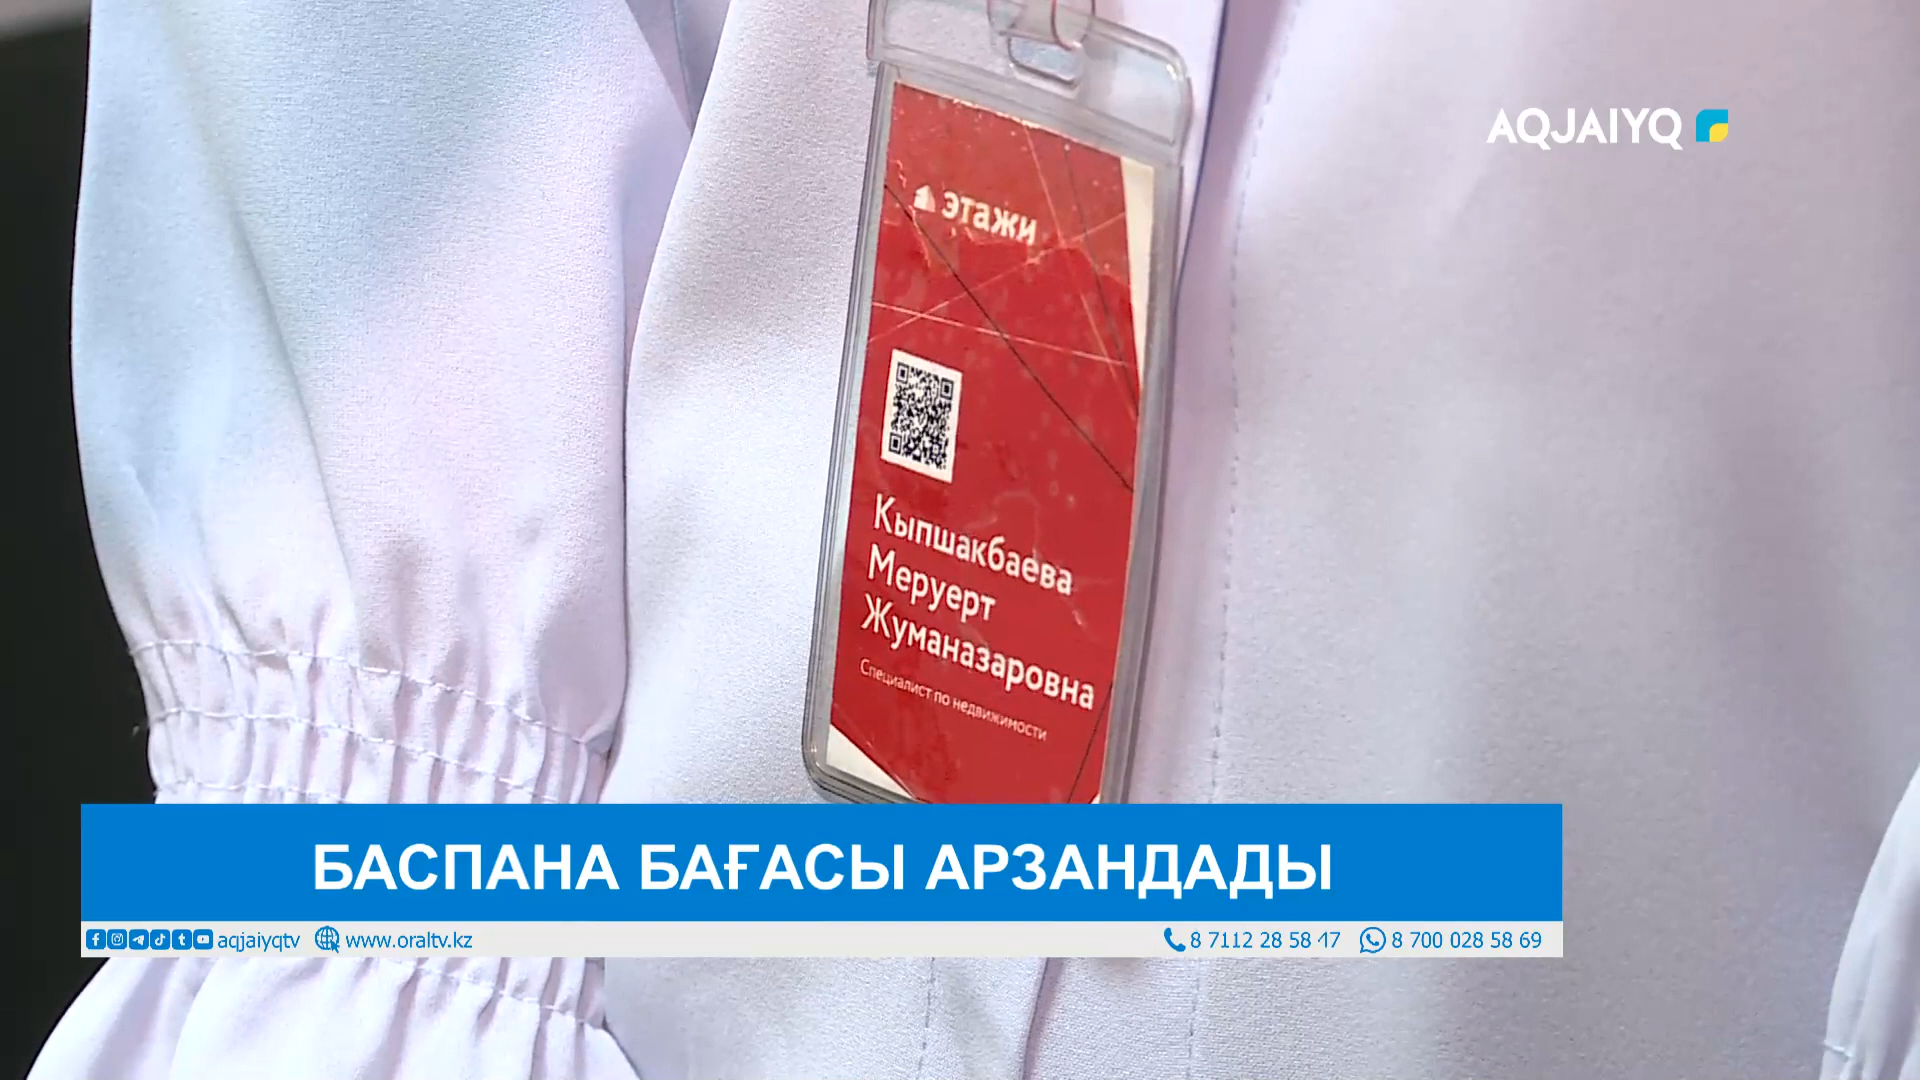 AQJAIYQ
этажи
Кыпшакбаева
Меруерт
Жуманазаровна
Специалист по недвижимости
БАСПАНА БАҒАСЫ АРЗАНДАДЫ
aqjaiyqtv www.oraltv.kz 8 7112 28 58 47 8 700 028 58 69